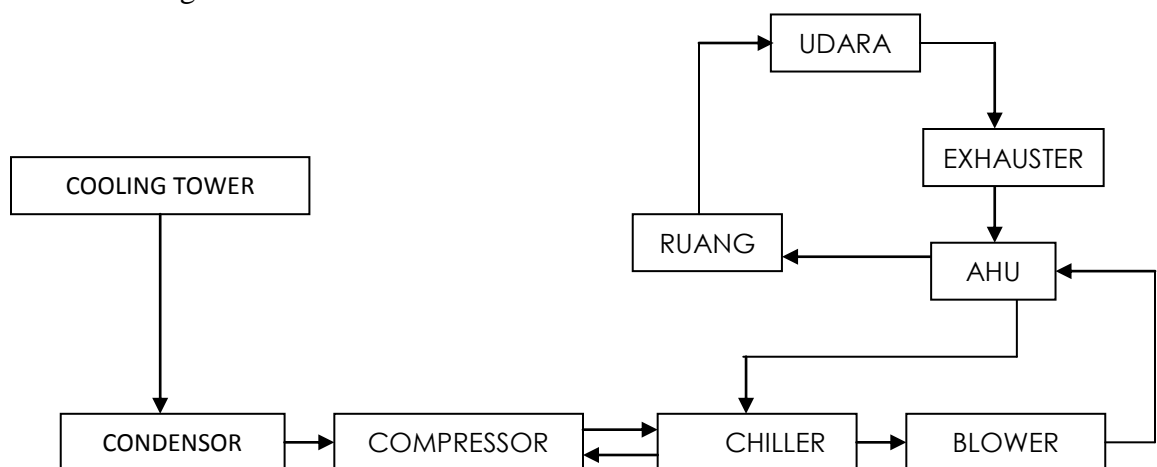 UDARA
EXHAUSTER
COOLING TOWER
RUANG
AHU
CONDENSOR
COMPRESSOR
CHILLER
BLOWER